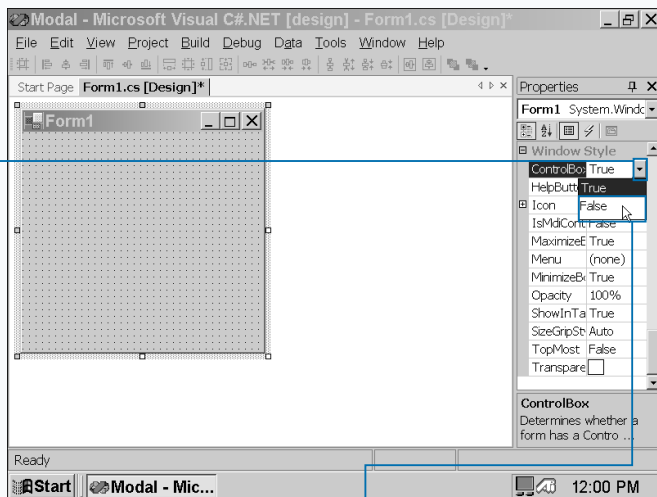 Modal - Microsoft Visual C#.NET [design] - Form1.cs [Design]*
File Edit View Project Build Debug Data Tools Window Help
Start Page Form1.cs [Design]*
Properties
Form1 System.Windc
Form1
Window Style
ControlBo True
HelpButt True
Icon False
IsMdiCont False
MaximizeE True
Menu (none)
MinimizeB True
Opacity 100%
ShowInTa True
SizeGripSt Auto
TopMost False
Transpare
ControlBox
Determines whether a
form has a Contro ...
Ready
Start Modal - Mic... 12:00 PM